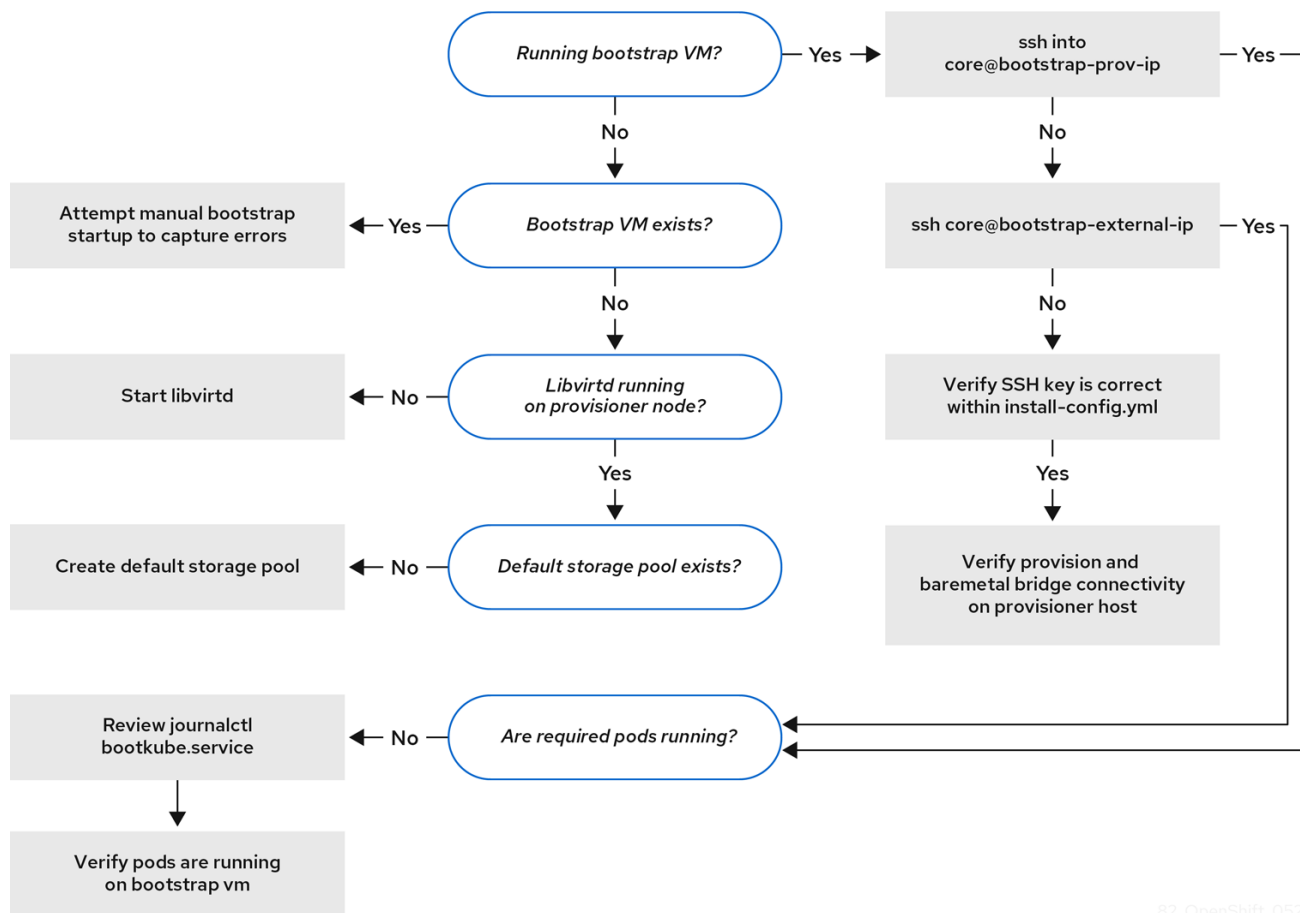 Running bootstrap VM?
Yes
ssh into
core@bootstrap-prov-ip
Yes
No
No
Attempt manual bootstrap
startup to capture errors
Yes
Bootstrap VM exists?
ssh core@bootstrap-external-ip
Yes
No
No
Start libvirtd
No
Libvirtd running
on provisioner node?
Verify SSH key is correct
within install-config.yml
Yes
Yes
Create default storage pool
No
Default storage pool exists?
Verify provision and
baremetal bridge connectivity
on provisioner host
Review journalctl
bootkube.service
No
Are required pods running?
Verify pods are running
on bootstrap vm
82_OpenShift